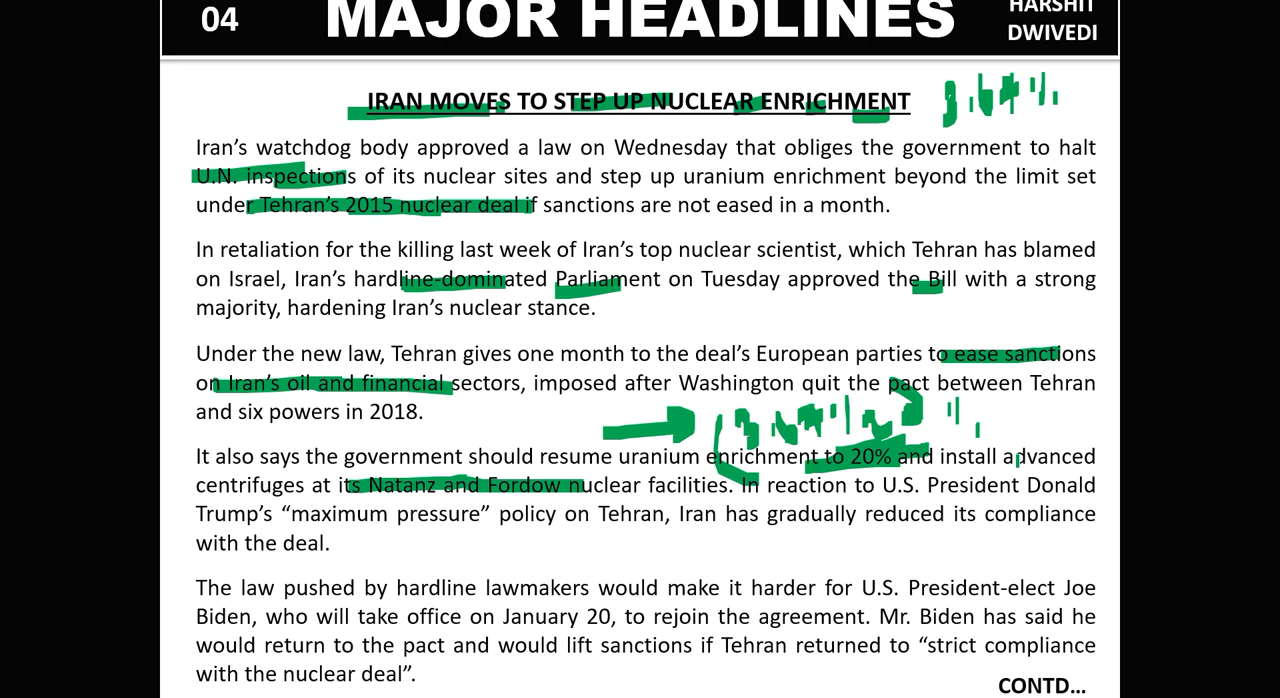 04
MAJOR HEADLINES
HARSHIT
DWIVEDI
IRAN MOVES TO STEP UP NUCLEAR ENRICHMENT
Iran’s watchdog body approved a law on Wednesday that obliges the government to halt
U.N. inspections of its nuclear sites and step up uranium enrichment beyond the limit set
under Tehran’s 2015 nuclear deal if sanctions are not eased in a month.
In retaliation for the killing last week of Iran’s top nuclear scientist, which Tehran has blamed
on Israel, Iran’s hardline-dominated Parliament on Tuesday approved the Bill with a strong
majority, hardening Iran’s nuclear stance.
Under the new law, Tehran gives one month to the deal’s European parties to ease sanctions
on Iran’s oil and financial sectors, imposed after Washington quit the pact between Tehran
and six powers in 2018.
It also says the government should resume uranium enrichment to 20% and install advanced
centrifuges at its Natanz and Fordow nuclear facilities. In reaction to U.S. President Donald
Trump’s “maximum pressure” policy on Tehran, Iran has gradually reduced its compliance
with the deal.
The law pushed by hardline lawmakers would make it harder for U.S. President-elect Joe
Biden, who will take office on January 20, to rejoin the agreement. Mr. Biden has said he
would return to the pact and would lift sanctions if Tehran returned to “strict compliance
with the nuclear deal”.
CONTD...